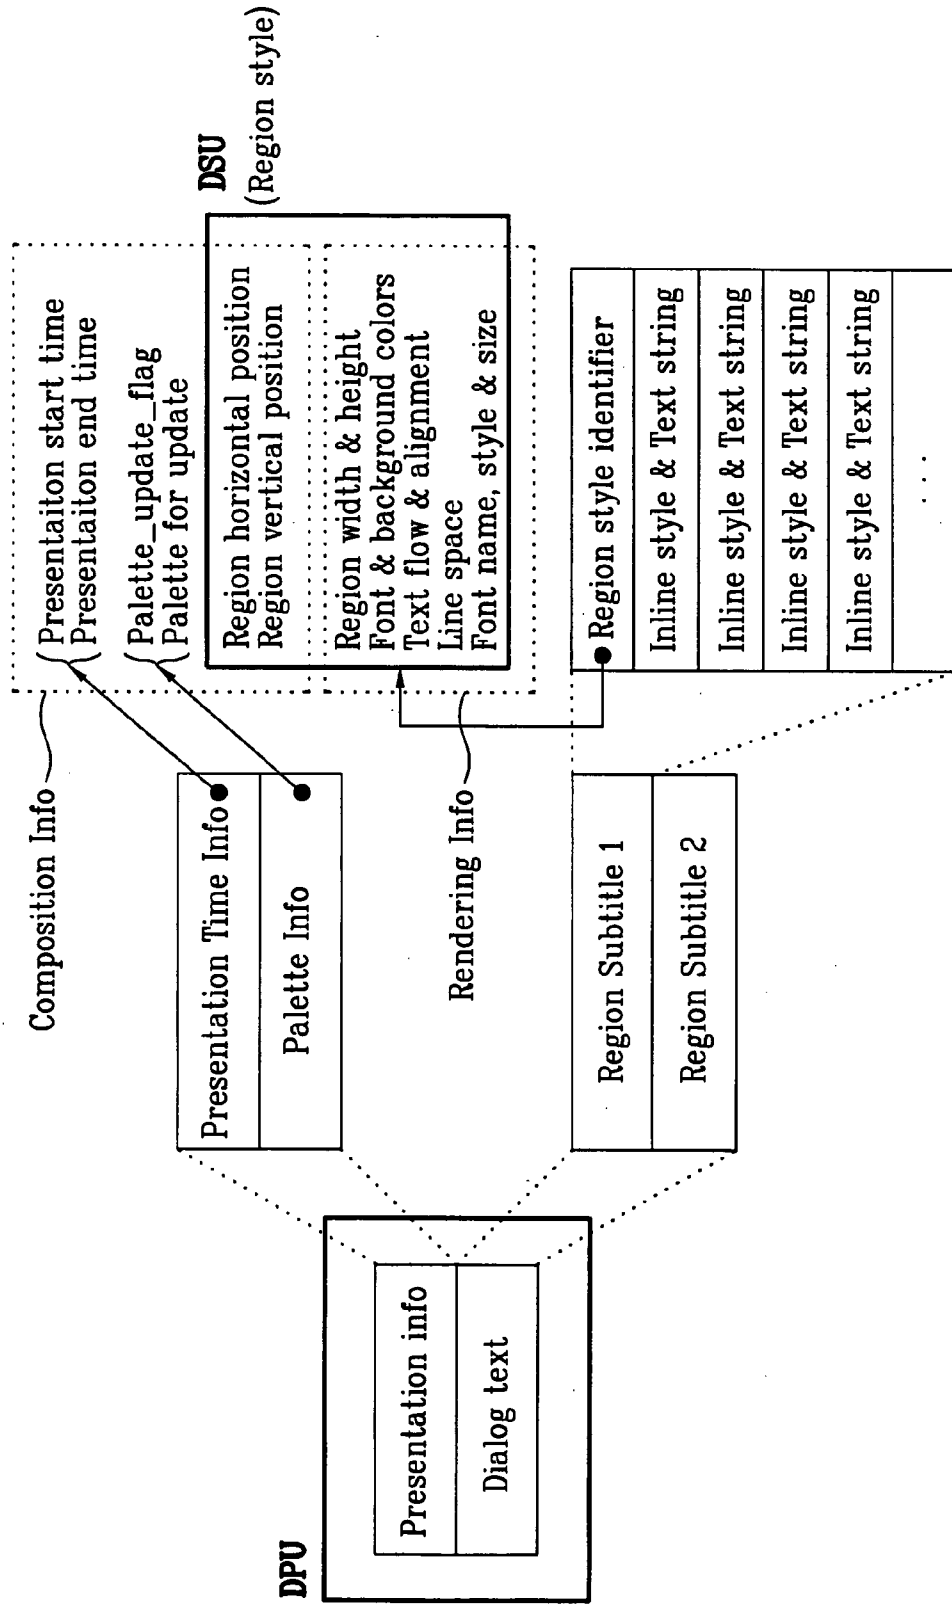 DPU
Presentation info
Dialog text
Composition Info
Presentation Time Info
Palette Info
Rendering Info
Region Subtitle 1
Region Subtitle 2
Presentaiton start time
Presentaiton end time
Palette_update_flag
Palette for update
DSU
(Region style)
Region horizontal position
Region vertical position
Region width & height
Font & background colors
Text flow & alignment
Line space
Font name, style & size
Region style identifier
Inline style & Text string
Inline style & Text string
Inline style & Text string
Inline style & Text string
...